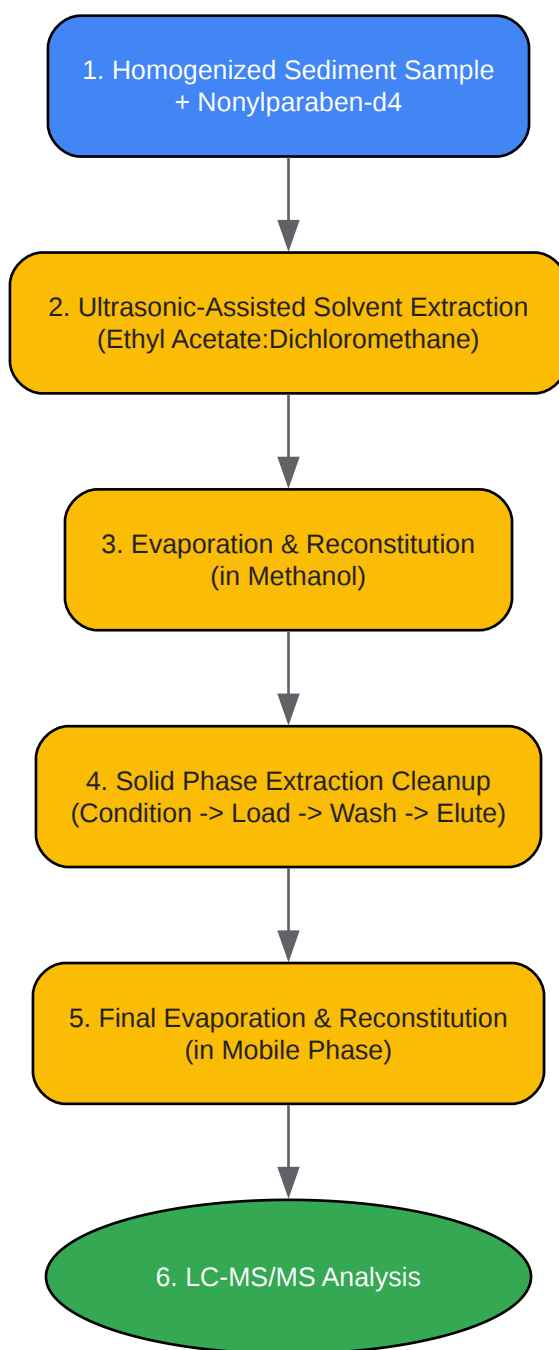 1. Homogenized Sediment Sample
+ Nonylparaben-d4
2. Ultrasonic-Assisted Solvent Extraction
(Ethyl Acetate:Dichloromethane)
3. Evaporation & Reconstitution
(in Methanol)
4. Solid Phase Extraction Cleanup
(Condition -> Load -> Wash -> Elute)
5. Final Evaporation & Reconstitution
(in Mobile Phase)
6. LC-MS/MS Analysis